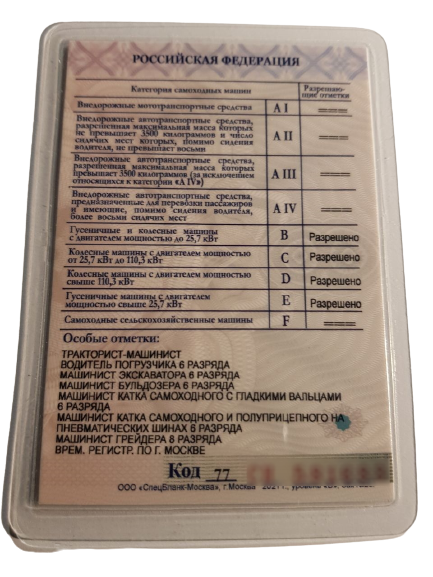 РОССИЙСКАЯ ФЕДЕРАЦИЯ
Категория самоходных машин
Разрешаю-
щие отметки
Внедорожные мототранспортные средства A I ====
Внедорожные автотранспортные средства,
разрешенная максимальная масса которых
не превышает 3500 килограммов и число
сидячих мест которых, помимо сидения
водителя, не превышает восьми
A II ====
Внедорожные автотранспортные средства,
разрешенная максимальная масса которых
превышает 3500 килограммов (за исключением
относящихся к категории «A IV»)
A III ====
Внедорожные автотранспортные средства,
предназначенные для перевозки пассажиров
и имеющие, помимо сидения водителя,
более восьми сидячих мест
A IV ====
Гусеничные и колесные машины
с двигателем мощностью до 25,7 кВт
B Разрешено
Колесные машины с двигателем мощностью
от 25,7 кВт до 110,3 кВт
C Разрешено
Колесные машины с двигателем мощностью
свыше 110,3 кВт
D Разрешено
Гусеничные машины с двигателем
мощностью свыше 25,7 кВт
E Разрешено
Самоходные сельскохозяйственные машины F ====
Особые отметки:
ТРАКТОРИСТ-МАШИНИСТ
ВОДИТЕЛЬ ПОГРУЗЧИКА 6 РАЗРЯДА
МАШИНИСТ ЭКСКАВАТОРА 6 РАЗРЯДА
МАШИНИСТ БУЛЬДОЗЕРА 6 РАЗРЯДА
МАШИНИСТ КАТКА САМОХОДНОГО С ГЛАДКИМИ ВАЛЬЦАМИ
6 РАЗРЯДА
МАШИНИСТ КАТКА САМОХОДНОГО И ПОЛУПРИЦЕПНОГО НА
ПНЕВМАТИЧЕСКИХ ШИНАХ 6 РАЗРЯДА
МАШИНИСТ ГРЕЙДЕРА 8 РАЗРЯДА
ВРЕМ. РЕГИСТР. ПО Г. МОСКВЕ
Код 77
ООО «СпецБланк-Москва», г. Москва 2021 г., уровень «В»